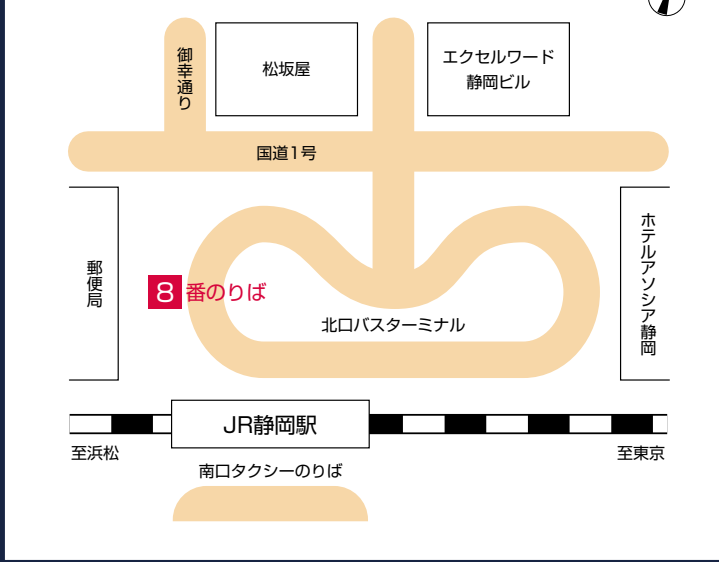 御幸通り
松坂屋
エクセルワード
静岡ビル
国道1号
郵便局
8 番のりば
北口バスターミナル
ホテルアソシア静岡
JR静岡駅
至浜松
至東京
南口タクシーのりば